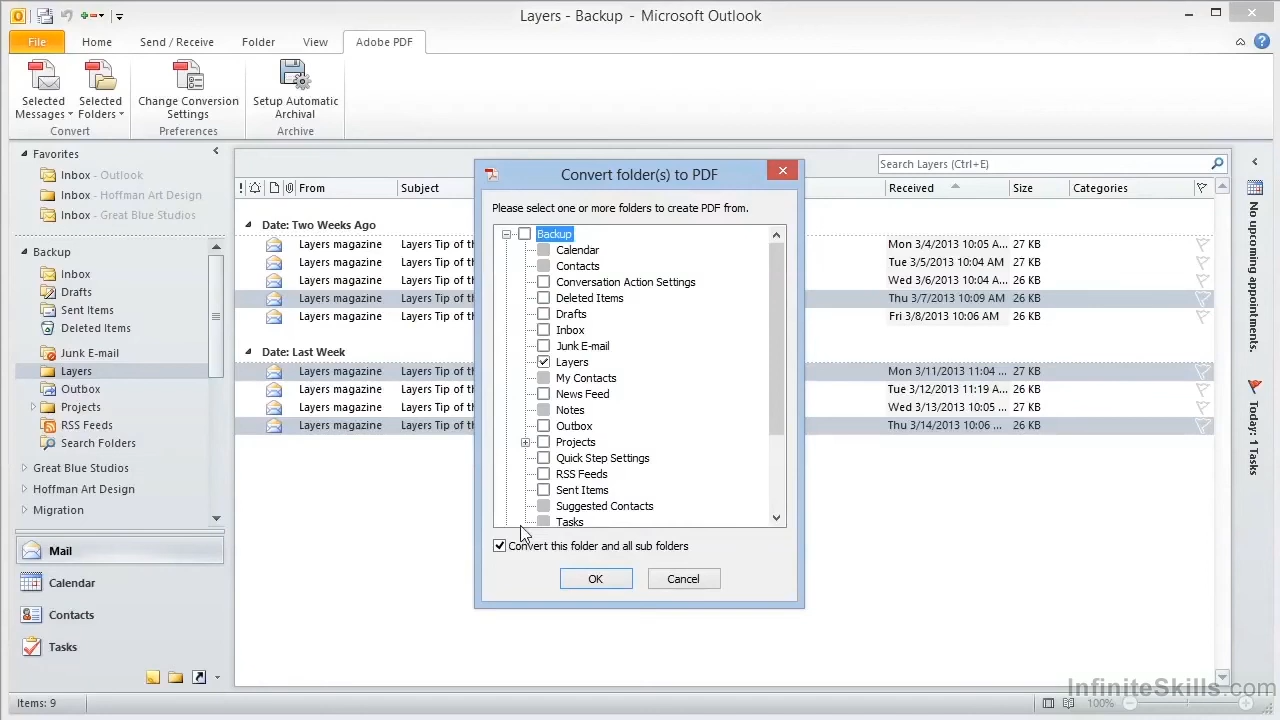 Layers - Backup - Microsoft Outlook
File Home Send / Receive Folder View Adobe PDF
Selected Messages
Selected Folders
Change Conversion Settings
Setup Automatic Archival
Convert Preferences Archive
Favorites
Inbox - Outlook
Inbox - Hoffman Art Design
Inbox - Great Blue Studios
Backup
Inbox
Drafts
Sent Items
Deleted Items
Junk E-mail
Layers
Outbox
Projects
RSS Feeds
Search Folders
Great Blue Studios
Hoffman Art Design
Migration
Mail
Calendar
Contacts
Tasks
Items: 9
Search Layers (Ctrl+E)
From Subject Received Size Categories
Date: Two Weeks Ago
Layers magazine Layers Tip of th Mon 3/4/2013 10:05 A... 27 KB
Layers magazine Layers Tip of th Tue 3/5/2013 10:04 AM 27 KB
Layers magazine Layers Tip of th Wed 3/6/2013 10:04 AM 27 KB
Layers magazine Layers Tip of th Thu 3/7/2013 10:09 AM 26 KB
Layers magazine Layers Tip of th Fri 3/8/2013 10:06 AM 26 KB
Date: Last Week
Layers magazine Layers Tip of th Mon 3/11/2013 11:04 ... 27 KB
Layers magazine Layers Tip of th Tue 3/12/2013 11:19 A... 27 KB
Layers magazine Layers Tip of th Wed 3/13/2013 10:05 ... 27 KB
Layers magazine Layers Tip of th Thu 3/14/2013 10:06 ... 26 KB
Convert folder(s) to PDF
Please select one or more folders to create PDF from.
Backup
Calendar
Contacts
Conversation Action Settings
Deleted Items
Drafts
Inbox
Junk E-mail
Layers
My Contacts
News Feed
Notes
Outbox
Projects
Quick Step Settings
RSS Feeds
Sent Items
Suggested Contacts
Tasks
Convert this folder and all sub folders
OK Cancel
No upcoming appointments.
Today: 1 Tasks
InfiniteSkills.com
100%